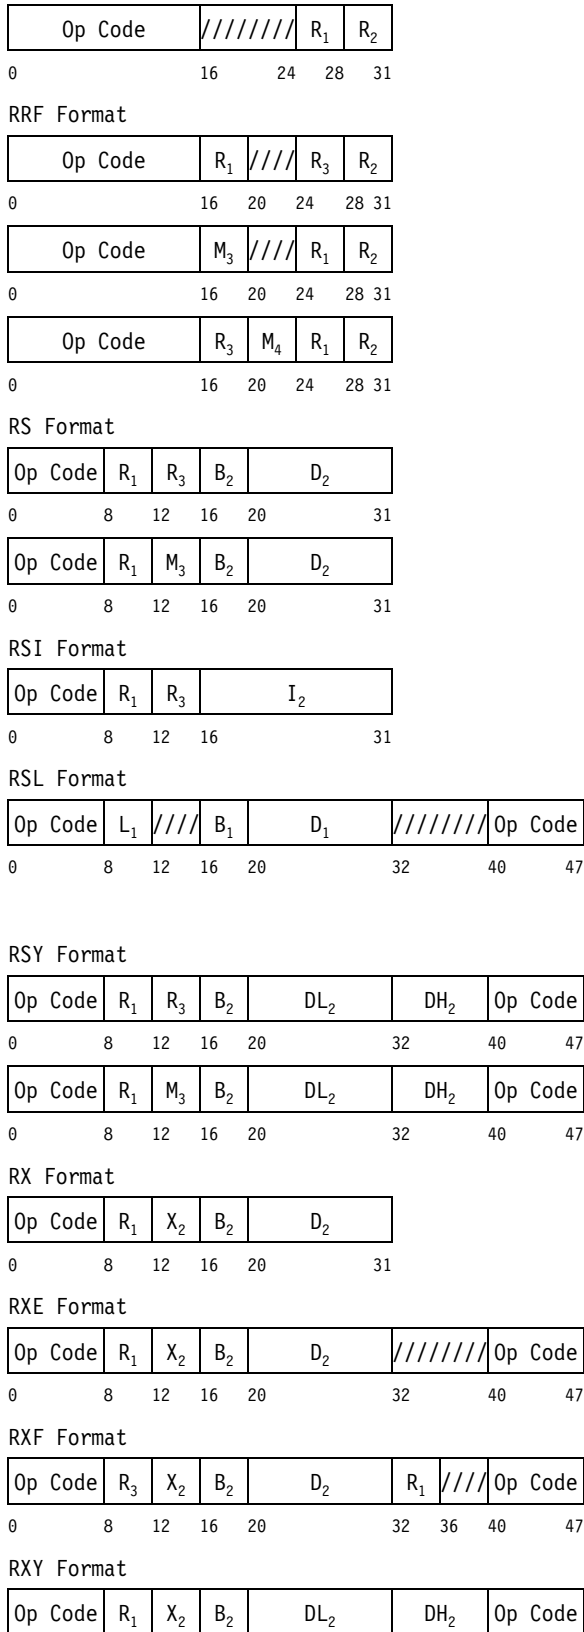 Op Code //////// R₁ R₂
0 16 24 28 31
RRF Format
Op Code R₁ //// R₃ R₂
0 16 20 24 28 31
Op Code M₃ //// R₁ R₂
0 16 20 24 28 31
Op Code R₃ M₄ R₁ R₂
0 16 20 24 28 31
RS Format
Op Code R₁ R₃ B₂ D₂
0 8 12 16 20 31
Op Code R₁ M₃ B₂ D₂
0 8 12 16 20 31
RSI Format
Op Code R₁ R₃ I₂
0 8 12 16 31
RSL Format
Op Code L₁ //// B₁ D₁ //////// Op Code
0 8 12 16 20 32 40 47
RSY Format
Op Code R₁ R₃ B₂ DL₂ DH₂ Op Code
0 8 12 16 20 32 40 47
Op Code R₁ M₃ B₂ DL₂ DH₂ Op Code
0 8 12 16 20 32 40 47
RX Format
Op Code R₁ X₂ B₂ D₂
0 8 12 16 20 31
RXE Format
Op Code R₁ X₂ B₂ D₂ //////// Op Code
0 8 12 16 20 32 40 47
RXF Format
Op Code R₃ X₂ B₂ D₂ R₁ //// Op Code
0 8 12 16 20 32 36 40 47
RXY Format
Op Code R₁ X₂ B₂ DL₂ DH₂ Op Code